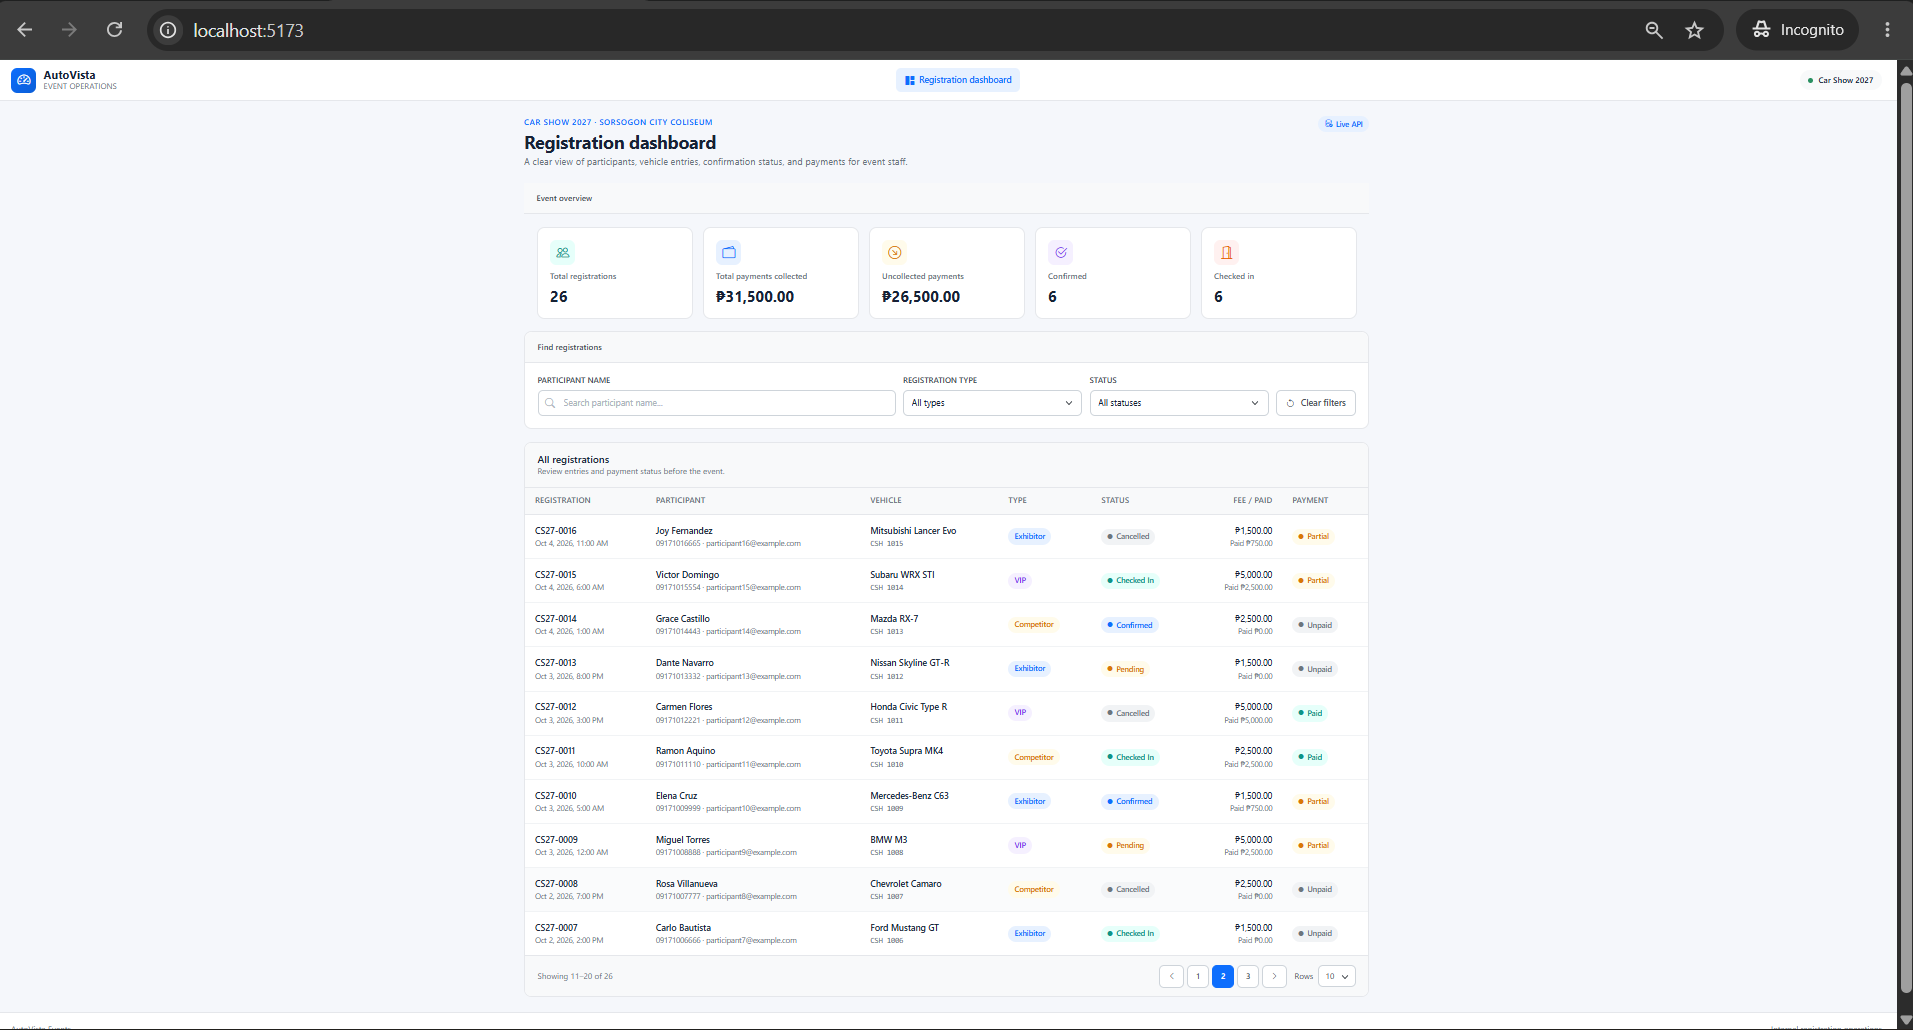 localhost:5173
Incognito
AutoVista
EVENT OPERATIONS
Registration dashboard
Car Show 2027
CAR SHOW 2027 · SORSOGON CITY COLISEUM
Live API
Registration dashboard
A clear view of participants, vehicle entries, confirmation status, and payments for event staff.
Event overview
Total registrations
26
Total payments collected
₱31,500.00
Uncollected payments
₱26,500.00
Confirmed
6
Checked in
6
Find registrations
PARTICIPANT NAME
REGISTRATION TYPE
STATUS
Search participant name...
All types
All statuses
Clear filters
All registrations
Review entries and payment status before the event.
REGISTRATION PARTICIPANT VEHICLE TYPE STATUS FEE / PAID PAYMENT
CS27-0016 Joy Fernandez Mitsubishi Lancer Evo Exhibitor Cancelled ₱1,500.00 Partial
Oct 4, 2026, 11:00 AM 09171016665 · participant16@example.com CSH 1015 Paid ₱750.00
CS27-0015 Victor Domingo Subaru WRX STI VIP Checked In ₱5,000.00 Partial
Oct 4, 2026, 6:00 AM 09171015554 · participant15@example.com CSH 1014 Paid ₱2,500.00
CS27-0014 Grace Castillo Mazda RX-7 Competitor Confirmed ₱2,500.00 Unpaid
Oct 4, 2026, 1:00 AM 09171014443 · participant14@example.com CSH 1013 Paid ₱0.00
CS27-0013 Dante Navarro Nissan Skyline GT-R Exhibitor Pending ₱1,500.00 Unpaid
Oct 3, 2026, 8:00 PM 09171013332 · participant13@example.com CSH 1012 Paid ₱0.00
CS27-0012 Carmen Flores Honda Civic Type R VIP Cancelled ₱5,000.00 Paid
Oct 3, 2026, 3:00 PM 09171012221 · participant12@example.com CSH 1011 Paid ₱5,000.00
CS27-0011 Ramon Aquino Toyota Supra MK4 Competitor Checked In ₱2,500.00 Paid
Oct 3, 2026, 10:00 AM 09171011110 · participant11@example.com CSH 1010 Paid ₱2,500.00
CS27-0010 Elena Cruz Mercedes-Benz C63 Exhibitor Confirmed ₱1,500.00 Partial
Oct 3, 2026, 5:00 AM 09171009999 · participant10@example.com CSH 1009 Paid ₱750.00
CS27-0009 Miguel Torres BMW M3 VIP Pending ₱5,000.00 Partial
Oct 3, 2026, 12:00 AM 09171008888 · participant9@example.com CSH 1008 Paid ₱2,500.00
CS27-0008 Rosa Villanueva Chevrolet Camaro Competitor Cancelled ₱2,500.00 Unpaid
Oct 2, 2026, 7:00 PM 09171007777 · participant8@example.com CSH 1007 Paid ₱0.00
CS27-0007 Carlo Bautista Ford Mustang GT Exhibitor Checked In ₱1,500.00 Unpaid
Oct 2, 2026, 2:00 PM 09171006666 · participant7@example.com CSH 1006 Paid ₱0.00
Showing 11–20 of 26
1 2 3 Rows 10